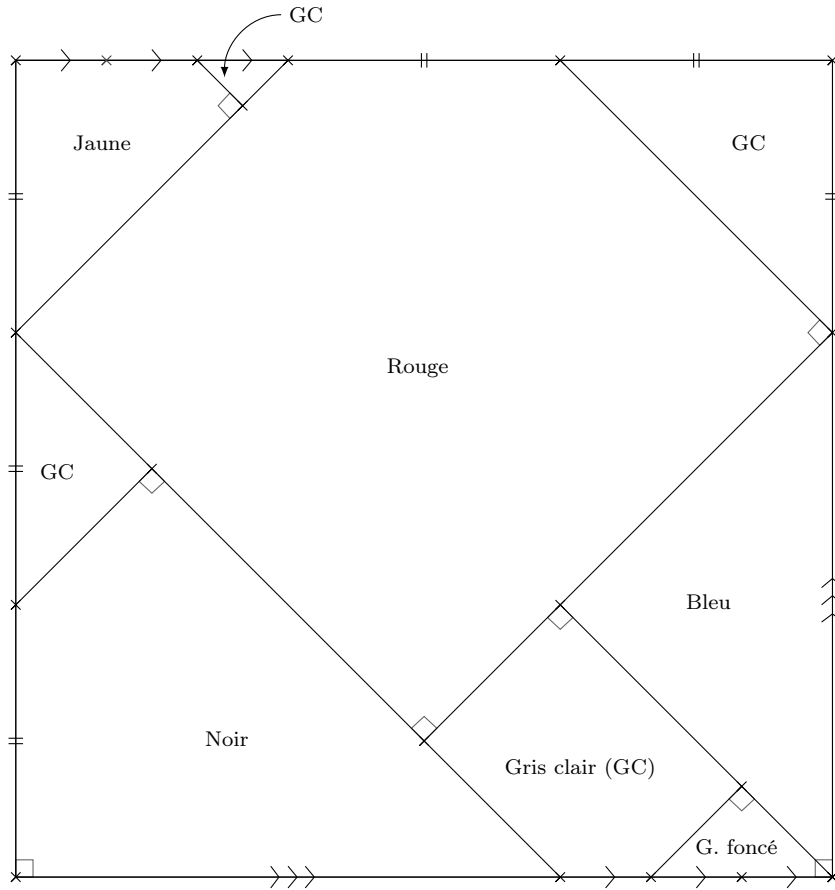 GC
Jaune
GC
Rouge
GC
Bleu
Noir
Gris clair (GC)
G. foncé